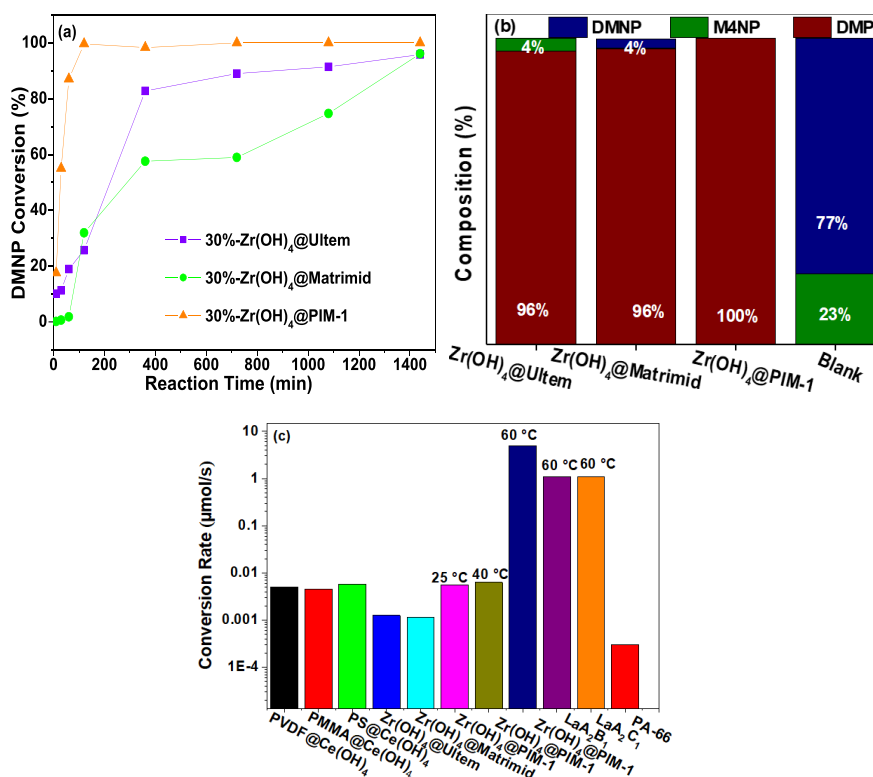 (a)
100
80
60
40
20
0
DMNP Conversion (%)
30%-Zr(OH)₄@Ultem
30%-Zr(OH)₄@Matrimid
30%-Zr(OH)₄@PIM-1
0 200 400 600 800 1000 1200 1400
Reaction Time (min)
(b)
DMNP M4NP DMP
Composition (%)
4%
4%
77%
96%
96%
100%
23%
Zr(OH)₄@Ultem
Zr(OH)₄@Matrimid
Zr(OH)₄@PIM-1
Blank
(c)
10
1
0.1
0.01
0.001
1E-4
Conversion Rate (μmol/s)
25 °C
40 °C
60 °C
60 °C
60 °C
PVDF@Ce(OH)₄
PMMA@Ce(OH)₄
PS@Ce(OH)₄
Zr(OH)₄@Ultem
Zr(OH)₄@Matrimid
Zr(OH)₄@PIM-1
Zr(OH)₄@PIM-1
Zr(OH)₄@PIM-1
LaA₂B₁
LaA₂C₁
PA-66